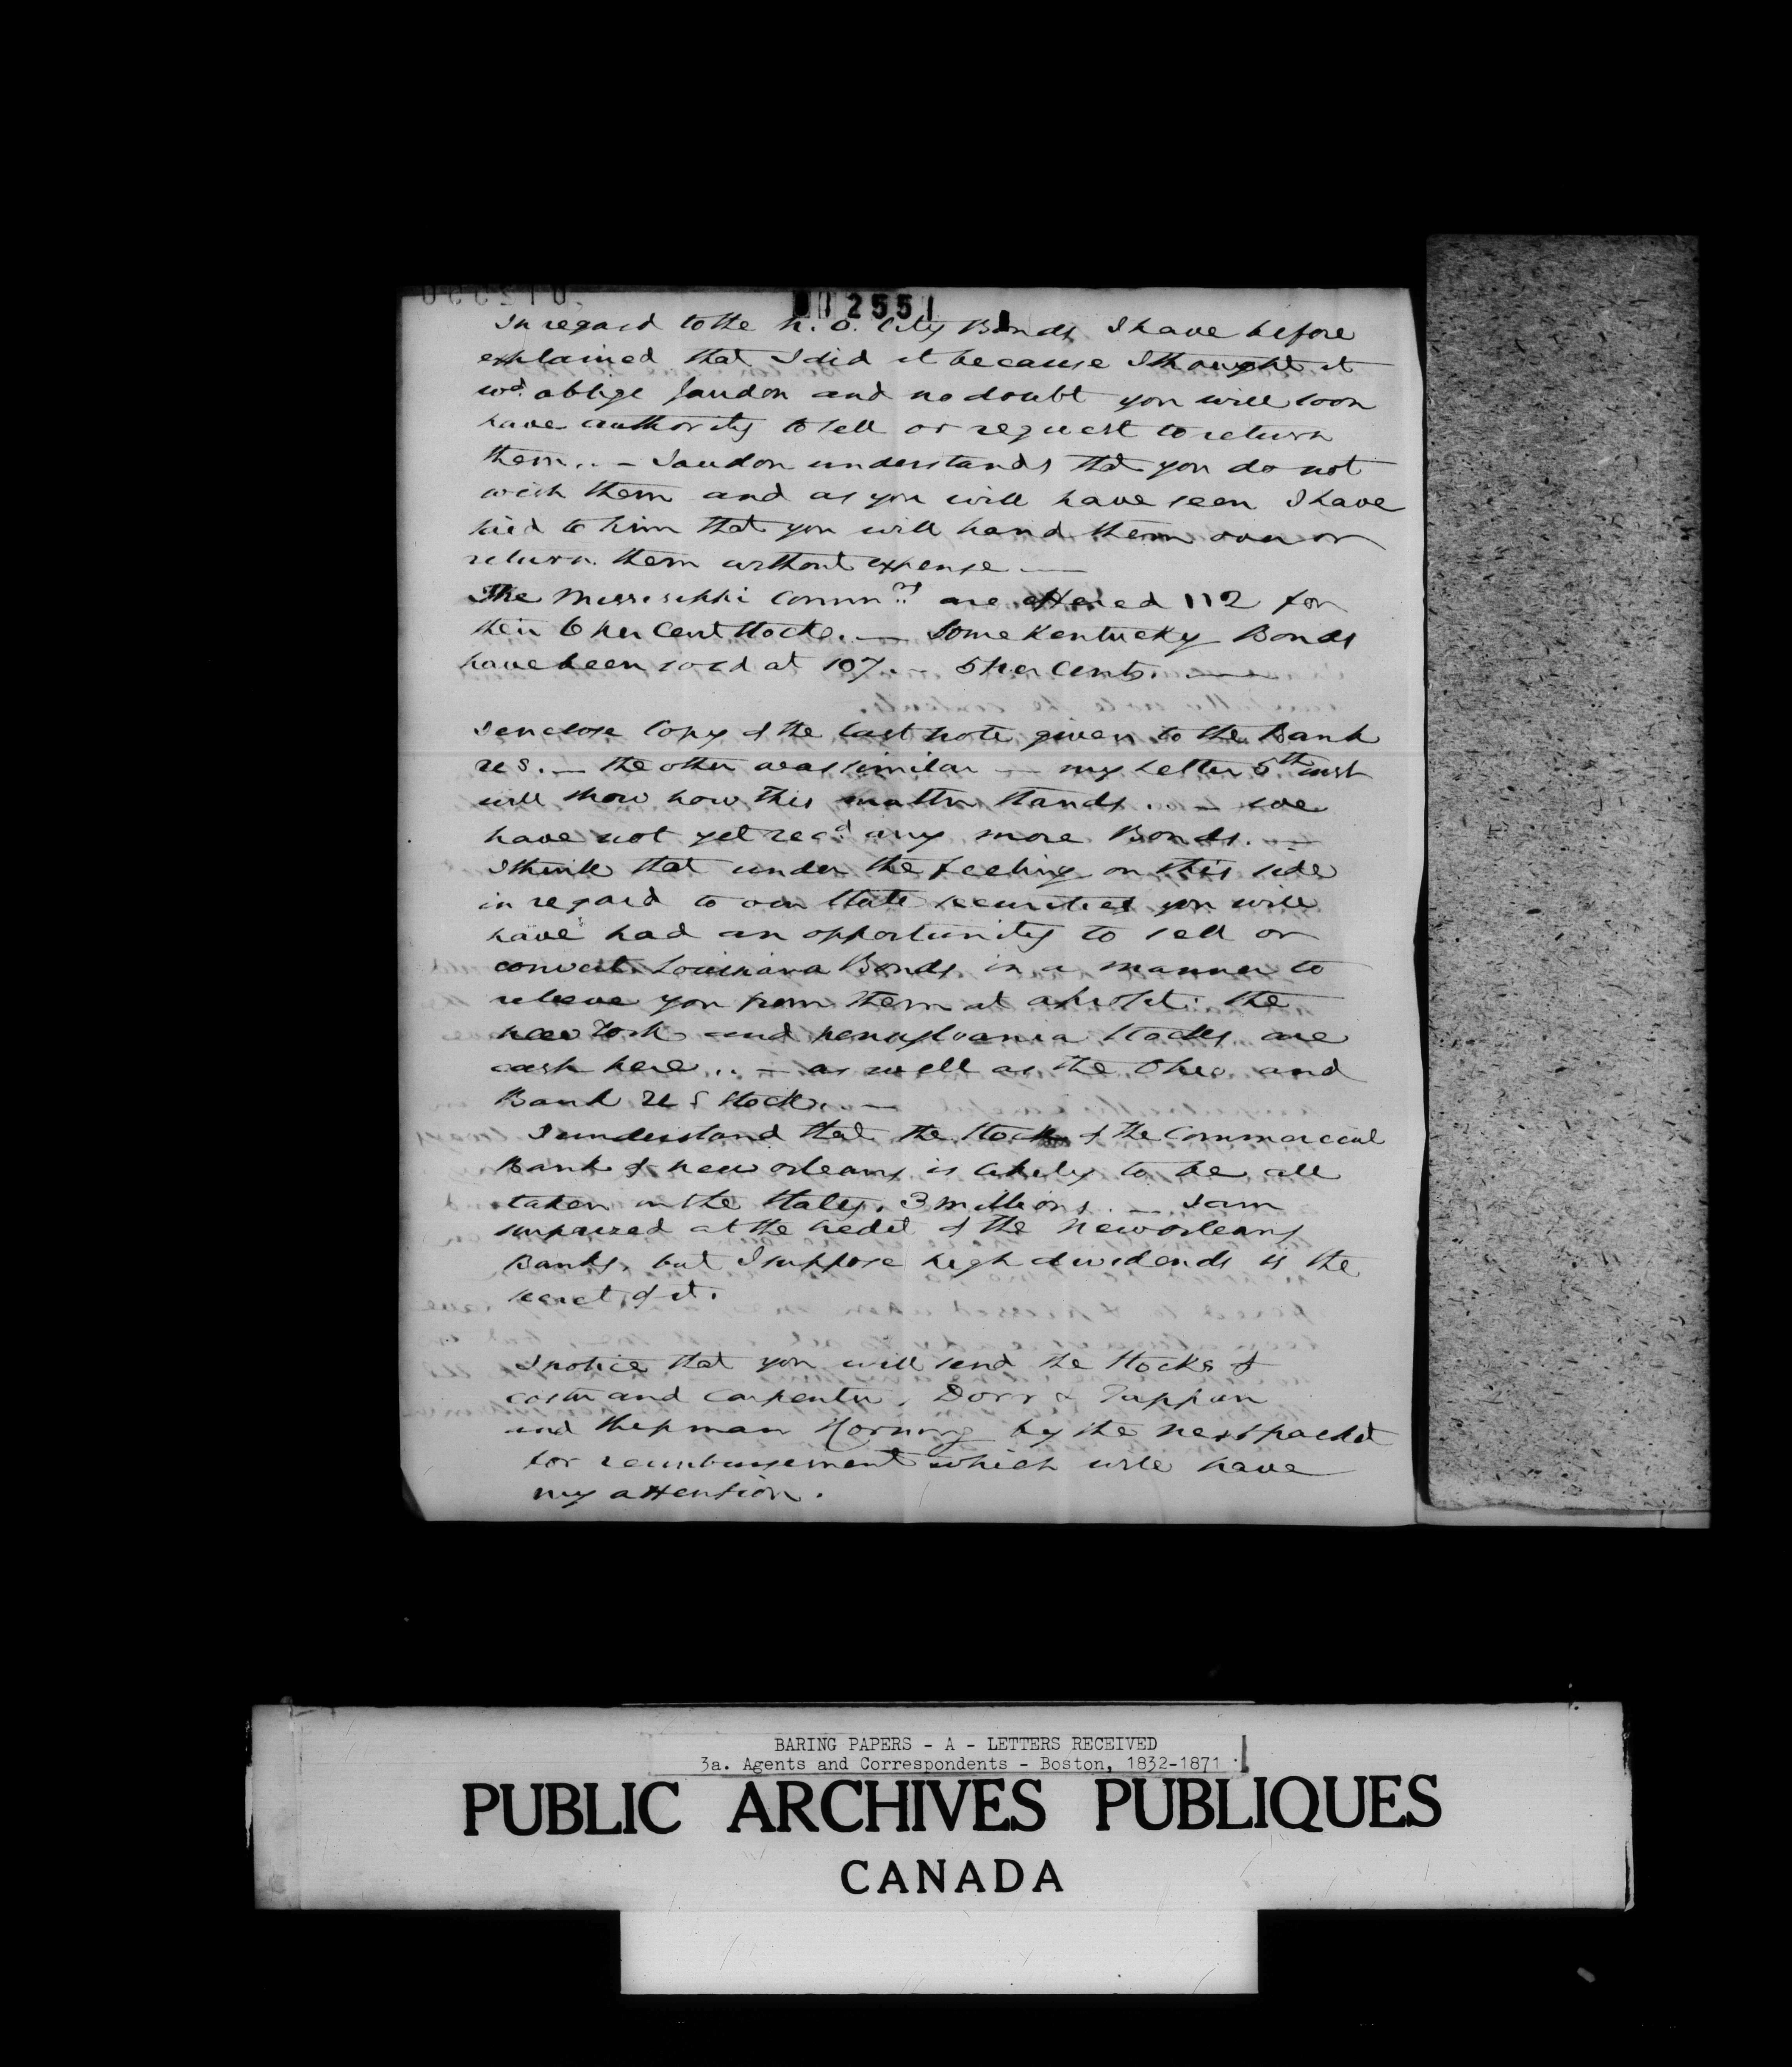 012551
In regard to the N. O. City Bonds I have before
explained that I did it because I thought it
wd. oblige Jaudon and no doubt you will soon
have authority to sell or request to return
them.. — Jaudon understands that you do not
wish them and as you will have seen I have
said to him that you will hand them over or
return them without expense —
The Mississippi Commrs. are offered 112 for
their 6 per Cent Stocks. — Some Kentucky Bonds
have been sold at 107. — 5 per Cents. —
I enclose Copy of the last note given to the Bank
US. — the other was similar — my letter 5th inst
will show how this matter stands. — we
have not yet recd any more Bonds. —
I think that under the feeling on this side
in regard to our State securities you will
have had an opportunity to sell or
convert Louisiana Bonds in a manner to
relieve you from them at a profit: the
New York and Pennsylvania Stocks are
cash here.. — as well as the Ohio and
Bank U S Stock. —
I understand that the Stock of the Commercial
Bank of New Orleans is likely to be all
taken in the States. 3 millions. — I am
surprised at the credit of the New Orleans
Banks, but I suppose high dividends is the
secret of it.
I notice that you will send the Stocks of
Coster and Carpenter, Dorr & Tappan
and by the next packet
for reimbursement which will have
my attention.
BARING PAPERS - A - LETTERS RECEIVED
3a. Agents and Correspondents - Boston, 1832-1871
PUBLIC ARCHIVES PUBLIQUES
CANADA